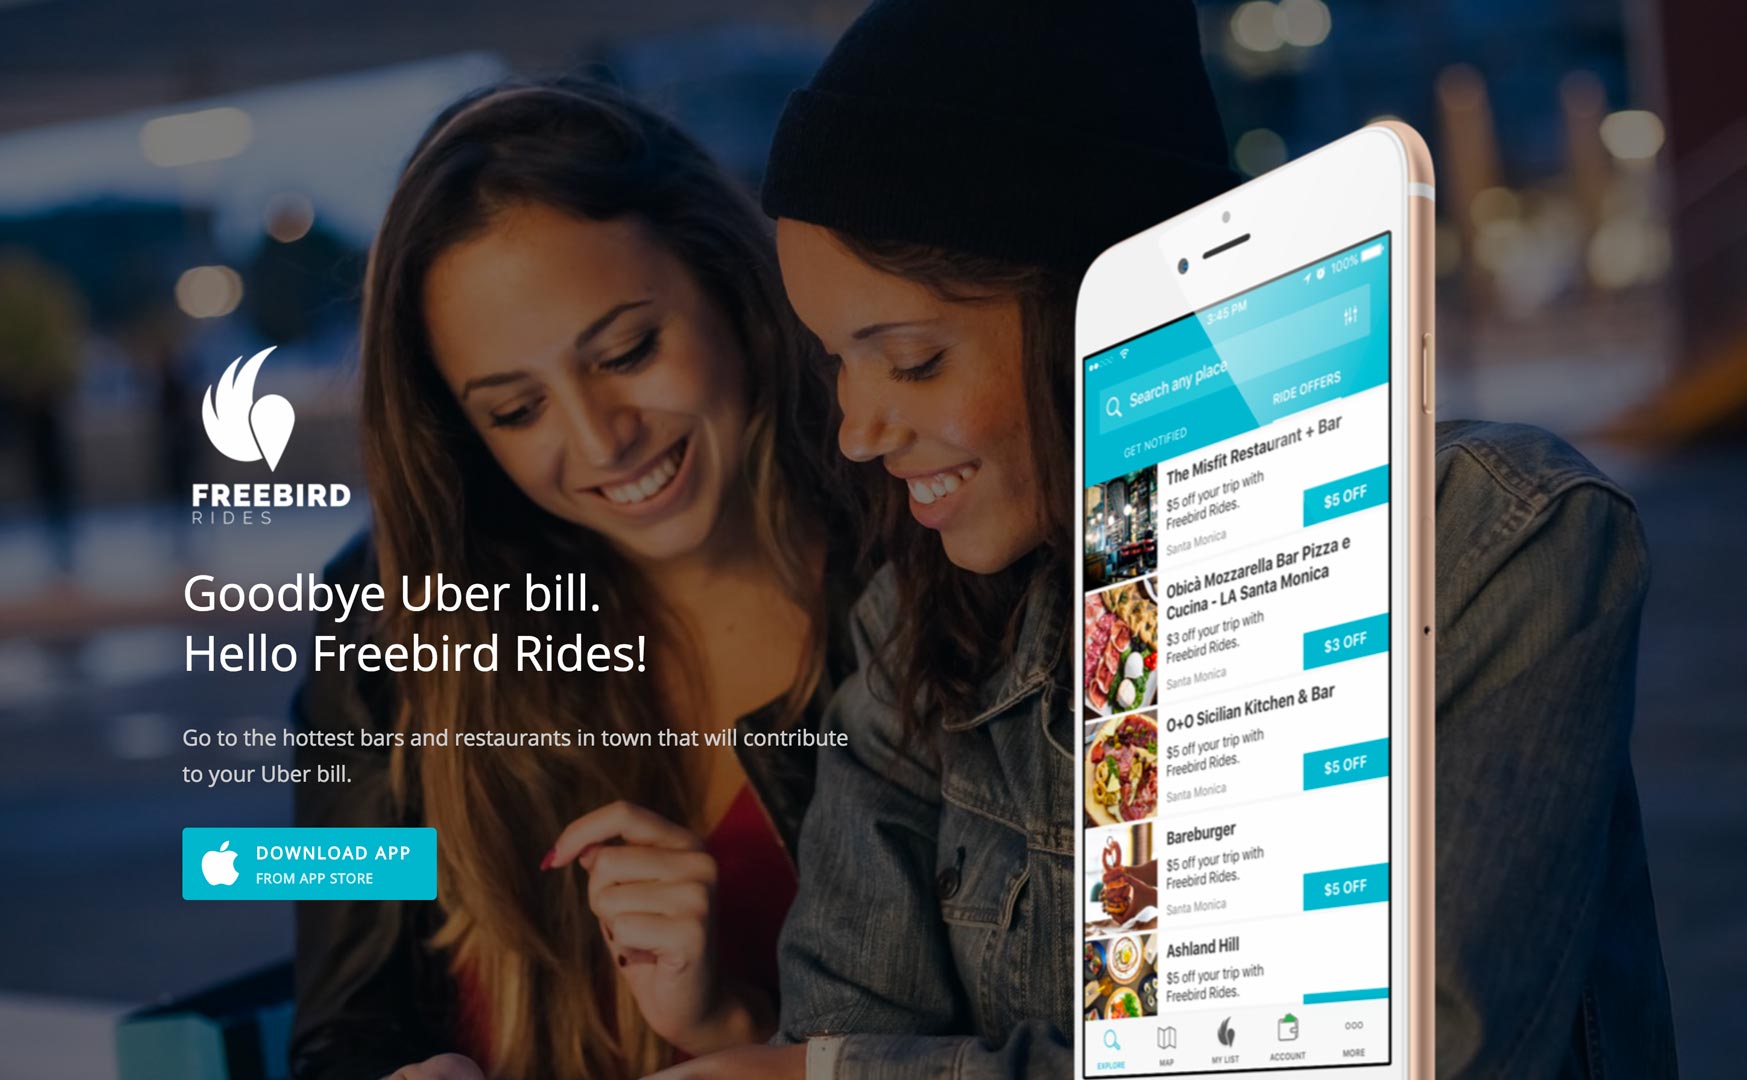 FREEBIRD
RIDES
Goodbye Uber bill.
Hello Freebird Rides!
Go to the hottest bars and restaurants in town that will contribute
to your Uber bill.
DOWNLOAD APP
FROM APP STORE
3:45 PM
100%
Search any place
GET NOTIFIED
RIDE OFFERS
The Misfit Restaurant + Bar
$5 off your trip with
Freebird Rides.
Santa Monica
$5 OFF
Obicà Mozzarella Bar Pizza e
Cucina - LA Santa Monica
$3 off your trip with
Freebird Rides.
Santa Monica
$3 OFF
O+O Sicilian Kitchen & Bar
$5 off your trip with
Freebird Rides.
Santa Monica
$5 OFF
Bareburger
$5 off your trip with
Freebird Rides.
Santa Monica
$5 OFF
Ashland Hill
$5 off your trip with
Freebird Rides.
EXPLORE
MAP
MY LIST
ACCOUNT
MORE